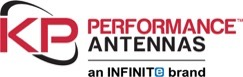 KP PERFORMANCE™
ANTENNAS
an INFINITe brand